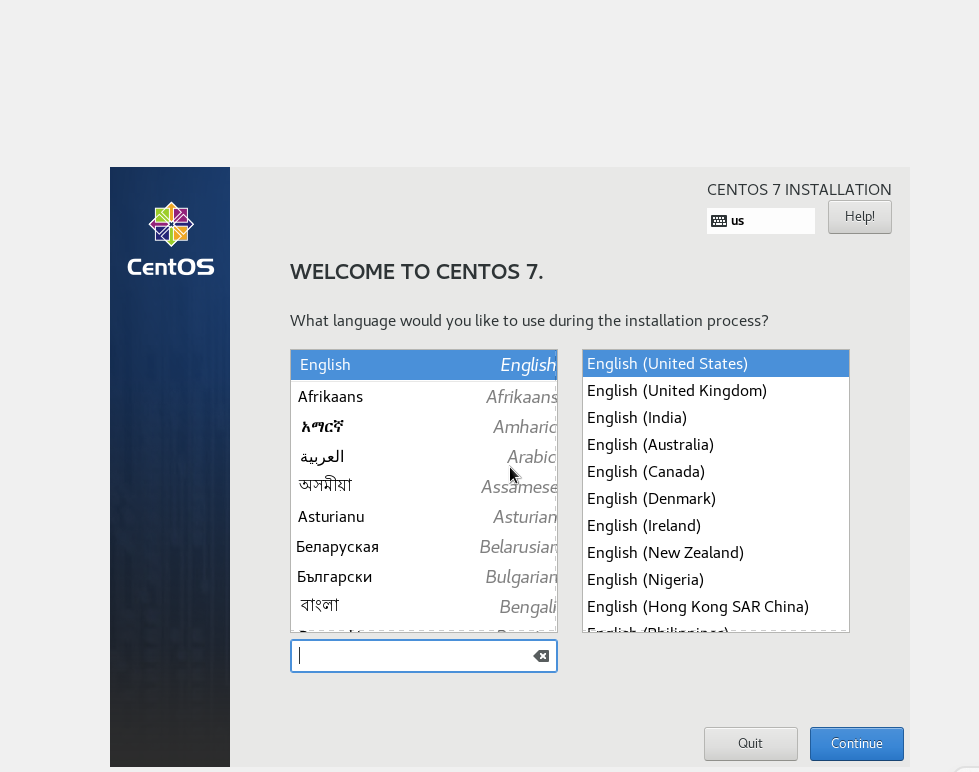 CENTOS 7 INSTALLATION
us
Help!
CentOS
WELCOME TO CENTOS 7.
What language would you like to use during the installation process?
English English
Afrikaans Afrikaans
አማርኛ Amharic
العربية Arabic
অসমীয়া Assamese
Asturianu Asturian
Беларуская Belarusian
Български Bulgarian
বাংলা Bengali
English (United States)
English (United Kingdom)
English (India)
English (Australia)
English (Canada)
English (Denmark)
English (Ireland)
English (New Zealand)
English (Nigeria)
English (Hong Kong SAR China)
English (Philippines)
Quit
Continue